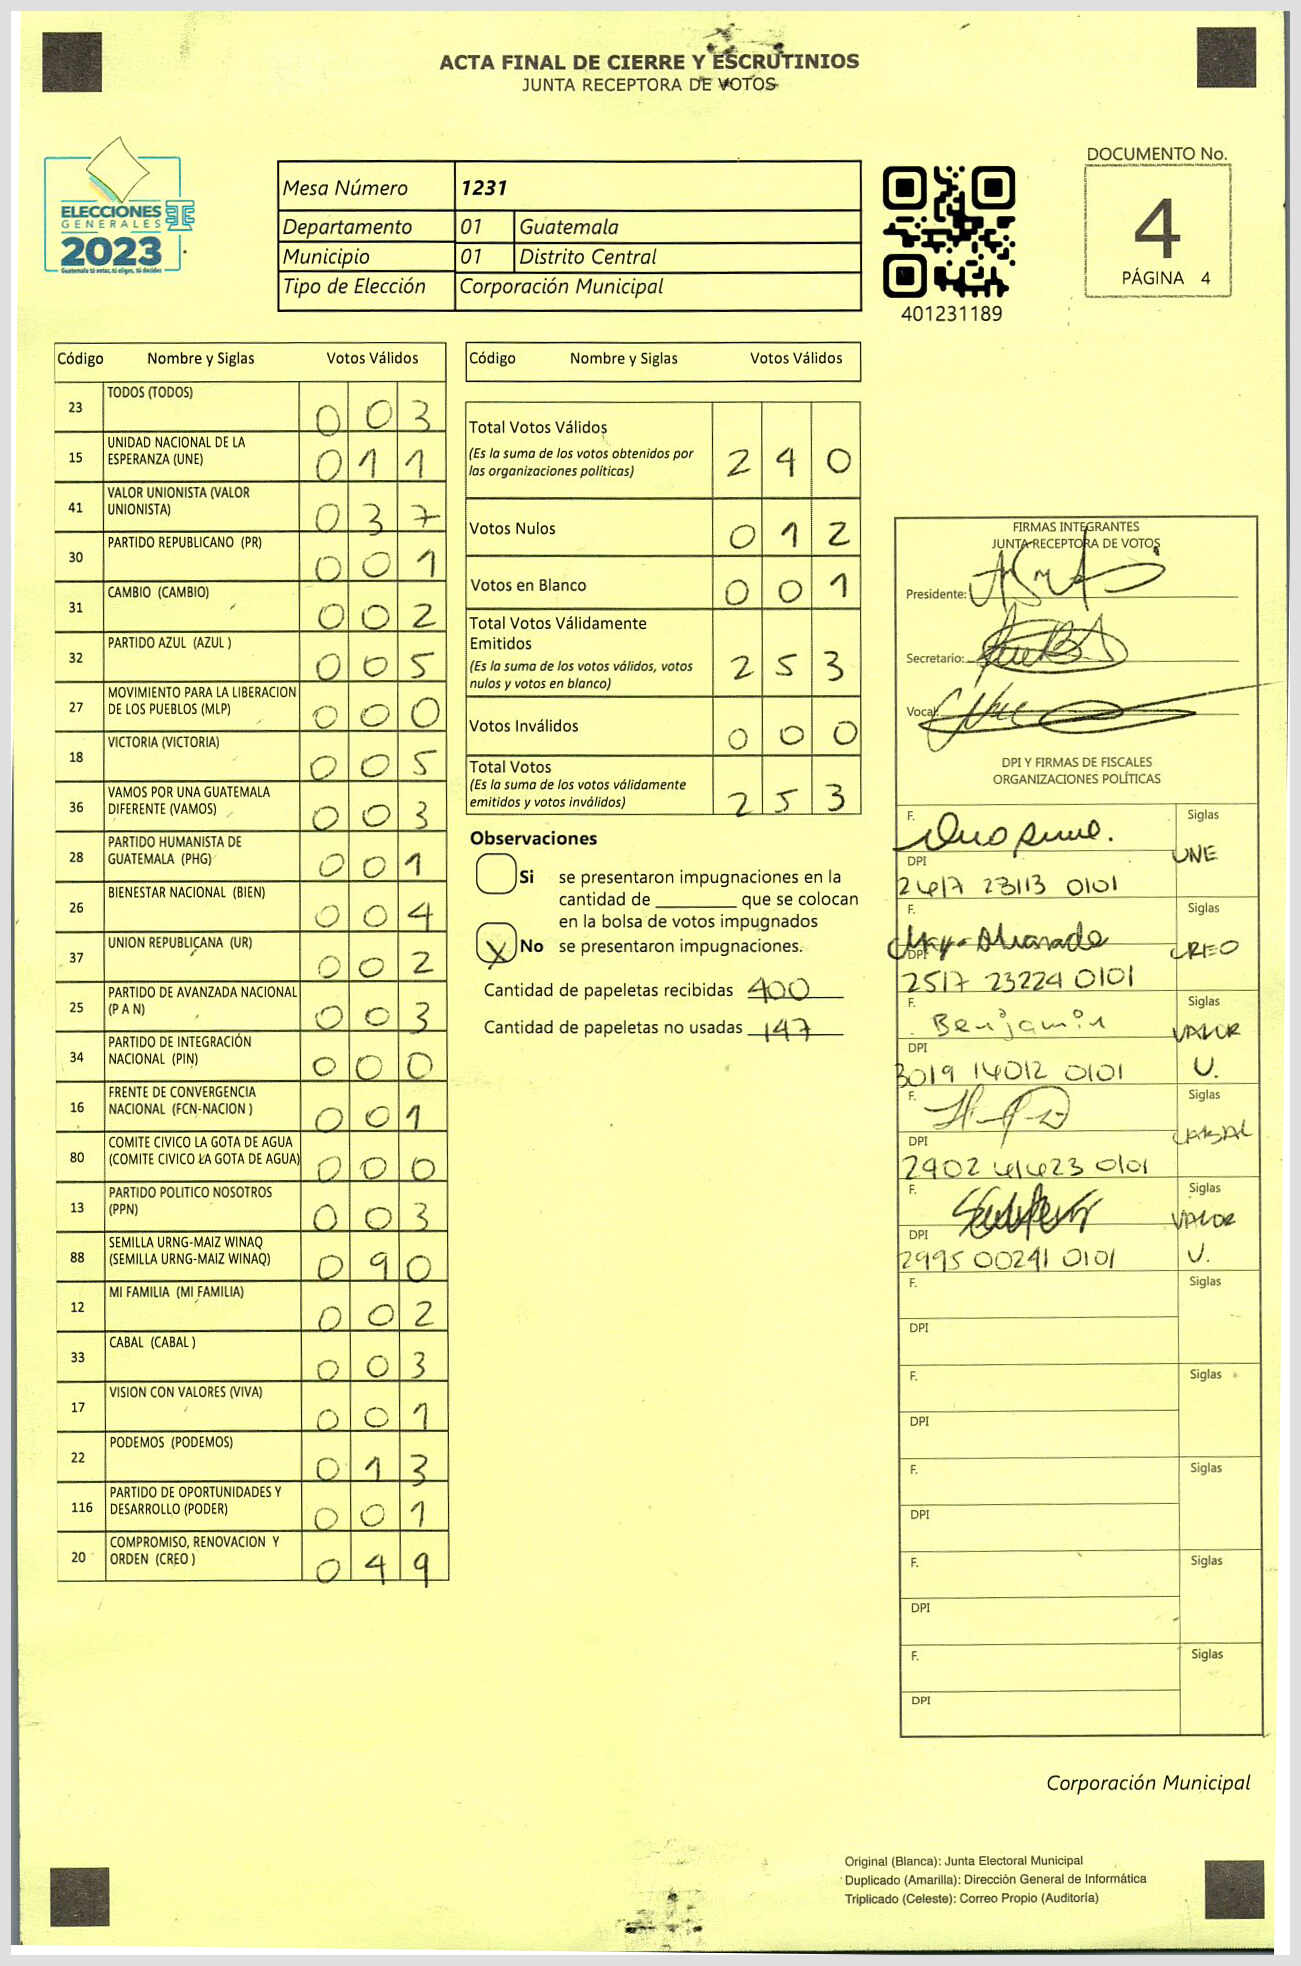 ACTA FINAL DE CIERRE Y ESCRUTINIOS
JUNTA RECEPTORA DE VOTOS
ELECCIONES
GENERALES
2023
Guatemala tú votas, tú eliges, tú decides
Mesa Número 1231
Departamento 01 Guatemala
Municipio 01 Distrito Central
Tipo de Elección Corporación Municipal
401231189
DOCUMENTO No.
4
PÁGINA 4
Código Nombre y Siglas Votos Válidos
23 TODOS (TODOS) 0 0 3
15 UNIDAD NACIONAL DE LA ESPERANZA (UNE) 0 1 1
41 VALOR UNIONISTA (VALOR UNIONISTA) 0 3 7
30 PARTIDO REPUBLICANO (PR) 0 0 1
31 CAMBIO (CAMBIO) 0 0 2
32 PARTIDO AZUL (AZUL ) 0 0 5
27 MOVIMIENTO PARA LA LIBERACION DE LOS PUEBLOS (MLP) 0 0 0
18 VICTORIA (VICTORIA) 0 0 5
36 VAMOS POR UNA GUATEMALA DIFERENTE (VAMOS) 0 0 3
28 PARTIDO HUMANISTA DE GUATEMALA (PHG) 0 0 1
26 BIENESTAR NACIONAL (BIEN) 0 0 4
37 UNION REPUBLICANA (UR) 0 0 2
25 PARTIDO DE AVANZADA NACIONAL (P A N) 0 0 3
34 PARTIDO DE INTEGRACIÓN NACIONAL (PIN) 0 0 0
16 FRENTE DE CONVERGENCIA NACIONAL (FCN-NACION ) 0 0 1
80 COMITE CIVICO LA GOTA DE AGUA (COMITE CIVICO LA GOTA DE AGUA) 0 0 0
13 PARTIDO POLITICO NOSOTROS (PPN) 0 0 3
88 SEMILLA URNG-MAIZ WINAQ (SEMILLA URNG-MAIZ WINAQ) 0 9 0
12 MI FAMILIA (MI FAMILIA) 0 0 2
33 CABAL (CABAL ) 0 0 3
17 VISION CON VALORES (VIVA) 0 0 1
22 PODEMOS (PODEMOS) 0 1 3
116 PARTIDO DE OPORTUNIDADES Y DESARROLLO (PODER) 0 0 1
20 COMPROMISO, RENOVACION Y ORDEN (CREO ) 0 4 9
Código Nombre y Siglas Votos Válidos
Total Votos Válidos 2 4 0
(Es la suma de los votos obtenidos por
las organizaciones políticas)
Votos Nulos 0 1 2
Votos en Blanco 0 0 1
Total Votos Válidamente
Emitidos 2 5 3
(Es la suma de los votos válidos, votos
nulos y votos en blanco)
Votos Inválidos 0 0 0
Total Votos 2 5 3
(Es la suma de los votos válidamente
emitidos y votos inválidos)
Observaciones
Si se presentaron impugnaciones en la
cantidad de ________ que se colocan
en la bolsa de votos impugnados
X No se presentaron impugnaciones.
Cantidad de papeletas recibidas 400
Cantidad de papeletas no usadas 147
FIRMAS INTEGRANTES
JUNTA RECEPTORA DE VOTOS
Presidente:
Secretario:
Vocal:
DPI Y FIRMAS DE FISCALES
ORGANIZACIONES POLÍTICAS
F. Siglas
UNE
DPI
2417 23113 0101
F. Siglas
CREO
DPI
2517 23224 0101
F. Benjamin Siglas
VALOR
U.
DPI
3019 14012 0101
F. Siglas
CABAL
DPI
2902 41423 0101
F. Siglas
VALOR
U.
DPI
2995 00241 0101
F. Siglas
DPI
F. Siglas
DPI
F. Siglas
DPI
F. Siglas
DPI
F. Siglas
DPI
Corporación Municipal
Original (Blanca): Junta Electoral Municipal
Duplicado (Amarilla): Dirección General de Informática
Triplicado (Celeste): Correo Propio (Auditoría)